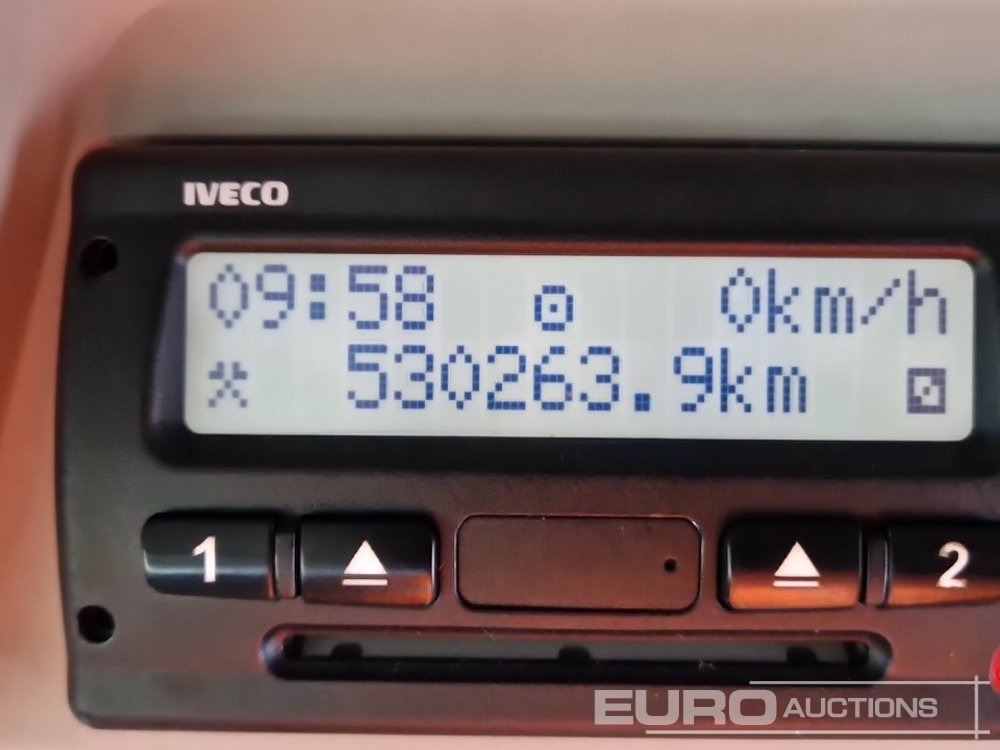 IVECO
09:58 ⊙ 0km/h
530263.9km
1 2
EURO AUCTIONS